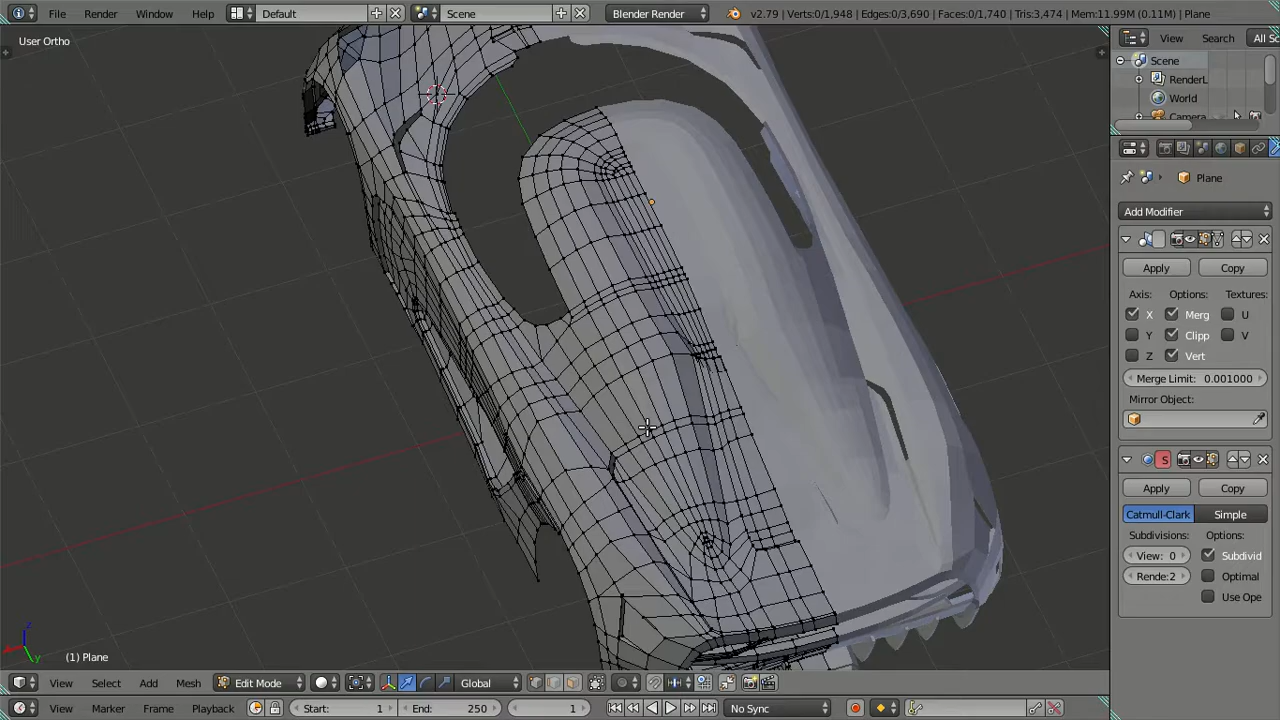 File Render Window Help Default Scene Blender Render v2.79 | Verts:0/1,948 | Edges:0/3,690 | Faces:0/1,740 | Tris:3,474 | Mem:11.99M (0.11M) | Plane
User Ortho
View Search All Sc
Scene
RenderL
World
Camera
Plane
Add Modifier
Apply Copy
Axis: Options: Textures:
X Merg U
Y Clipp V
Z Vert
Merge Limit: 0.001000
Mirror Object:
S
Apply Copy
Catmull-Clark Simple
Subdivisions: Options:
View: 0 Subdivid
Rende:2 Optimal
Use Ope
z
y
(1) Plane
View Select Add Mesh Edit Mode Global
View Marker Frame Playback Start: 1 End: 250 1 No Sync